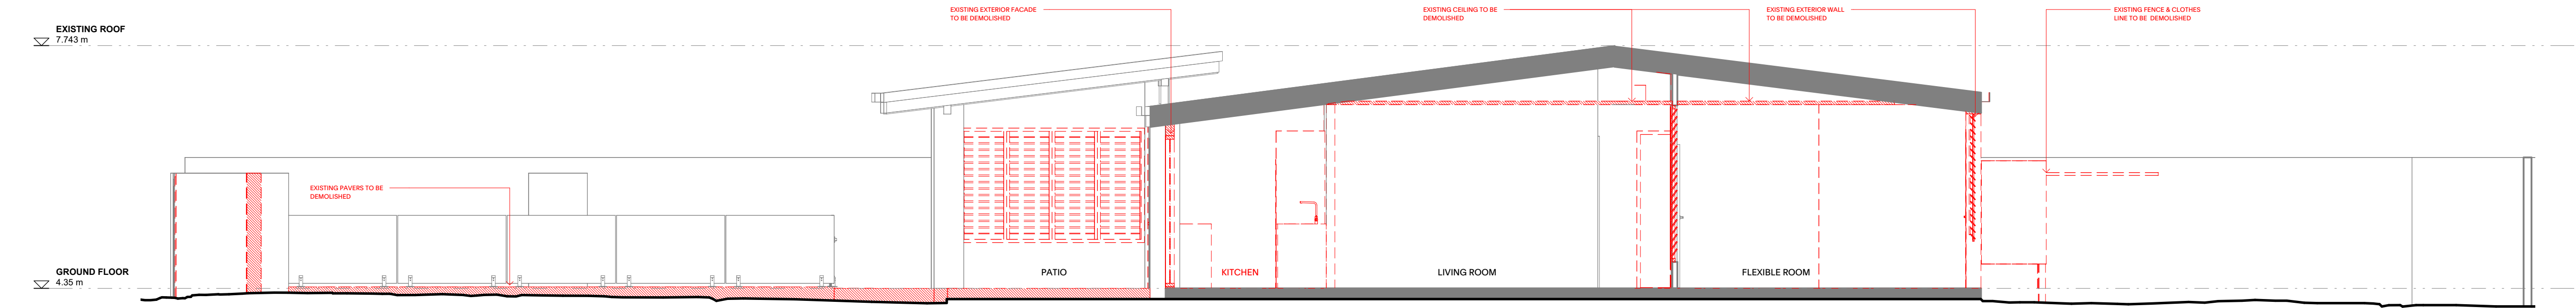 EXISTING EXTERIOR FACADE
TO BE DEMOLISHED
EXISTING CEILING TO BE
DEMOLISHED
EXISTING EXTERIOR WALL
TO BE DEMOLISHED
EXISTING FENCE & CLOTHES
LINE TO BE DEMOLISHED
EXISTING ROOF
7.743 m
EXISTING PAVERS TO BE
DEMOLISHED
GROUND FLOOR
4.35 m
PATIO
KITCHEN
LIVING ROOM
FLEXIBLE ROOM